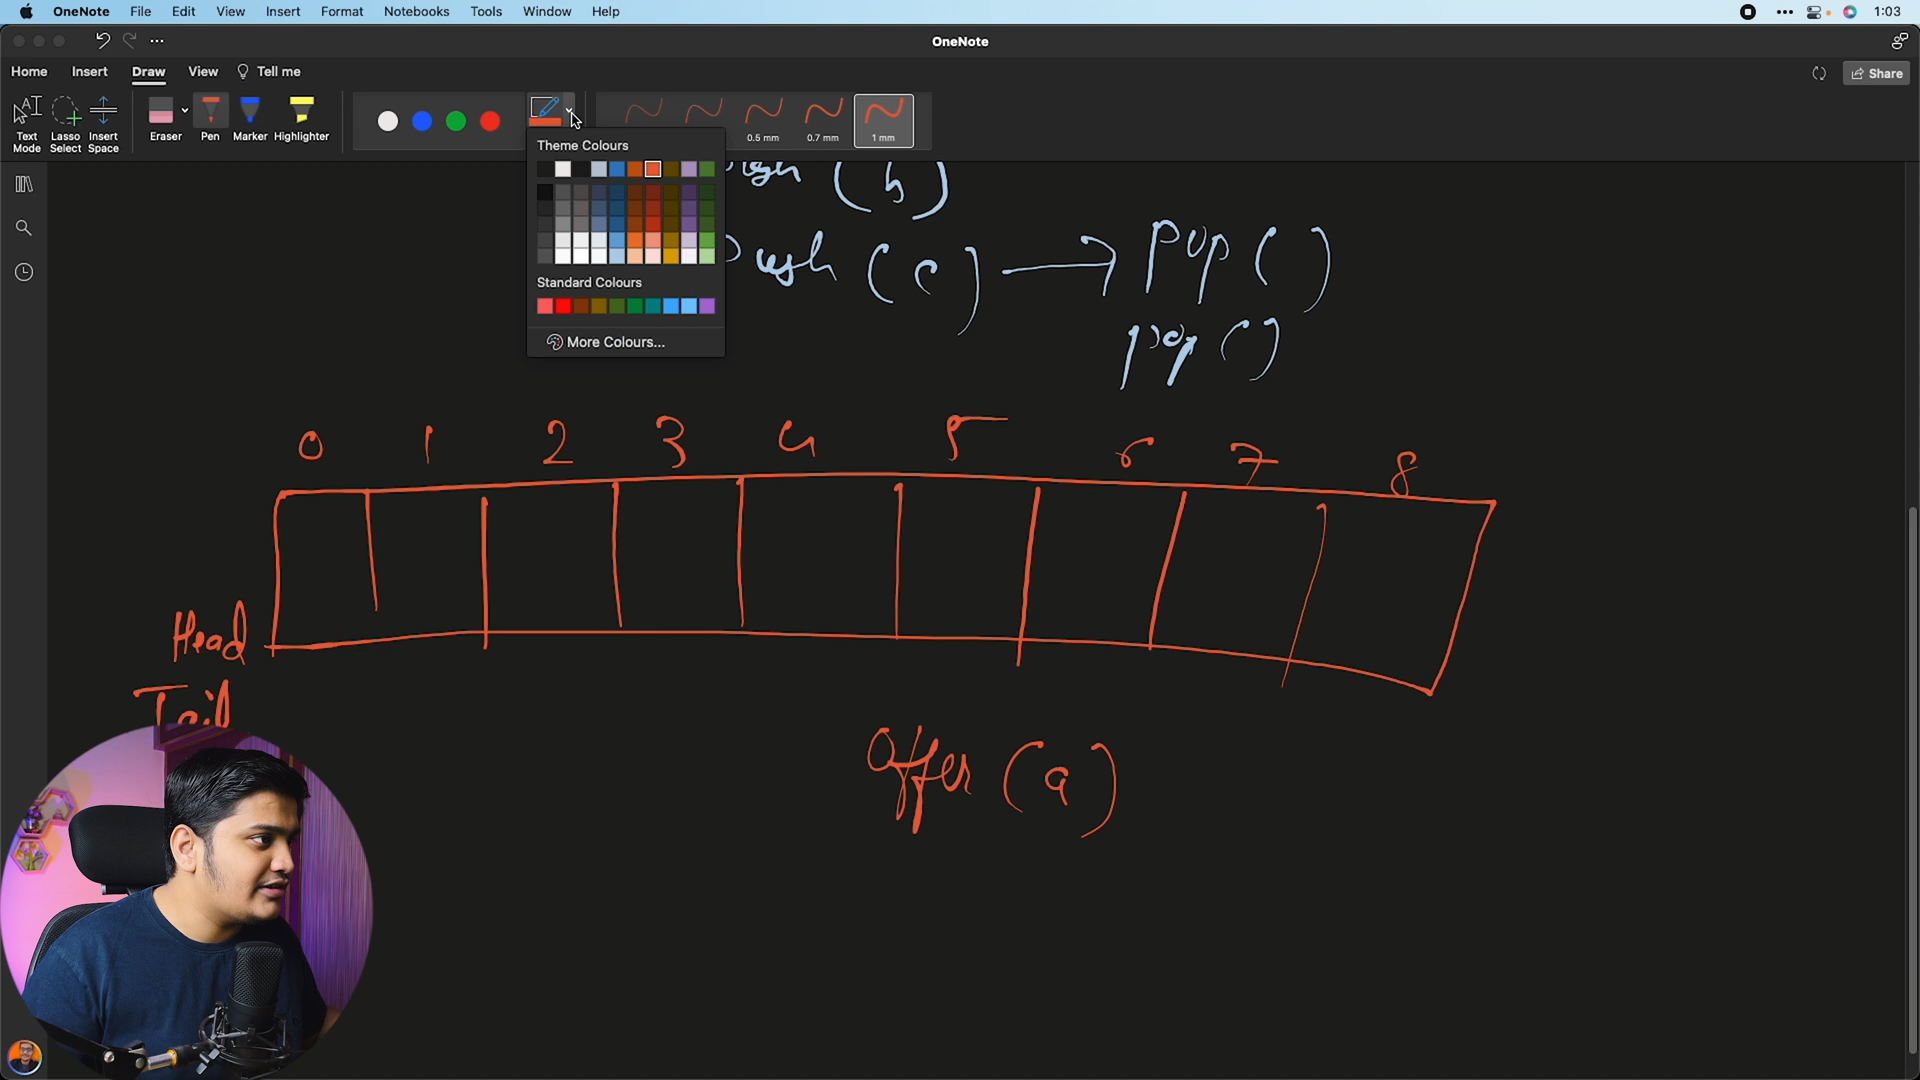 OneNote File Edit View Insert Format Notebooks Tools Window Help 1:03
OneNote
Home Insert Draw View Tell me Share
Text Mode
Lasso Select
Insert Space
Eraser Pen Marker Highlighter
0.5 mm 0.7 mm 1 mm
Theme Colours
Standard Colours
More Colours...
(b)
push (c) → pop ( )
pop ( )
0 1 2 3 4 5 6 7 8
Head
Tail
Offer (a)